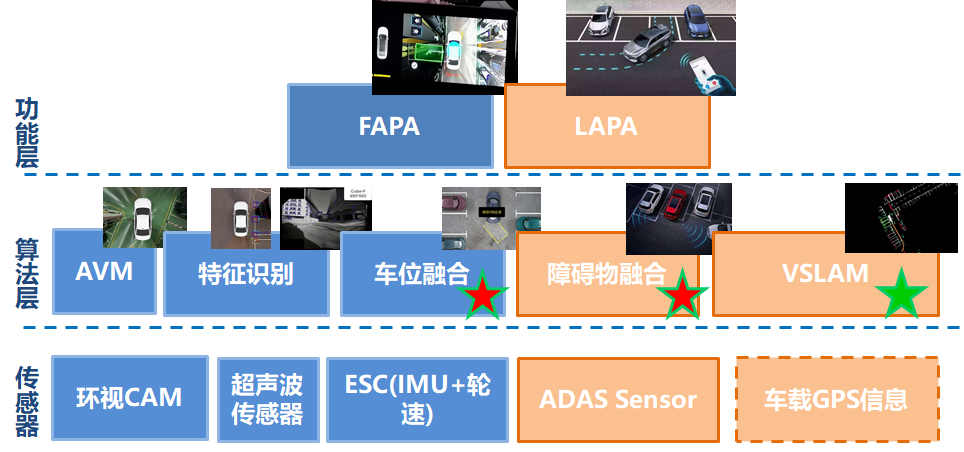 功能层
FAPA
LAPA
算法层
AVM
特征识别
车位融合
障碍物融合
VSLAM
传感器
环视CAM
超声波
传感器
ESC(IMU+轮
速)
ADAS Sensor
车载GPS信息